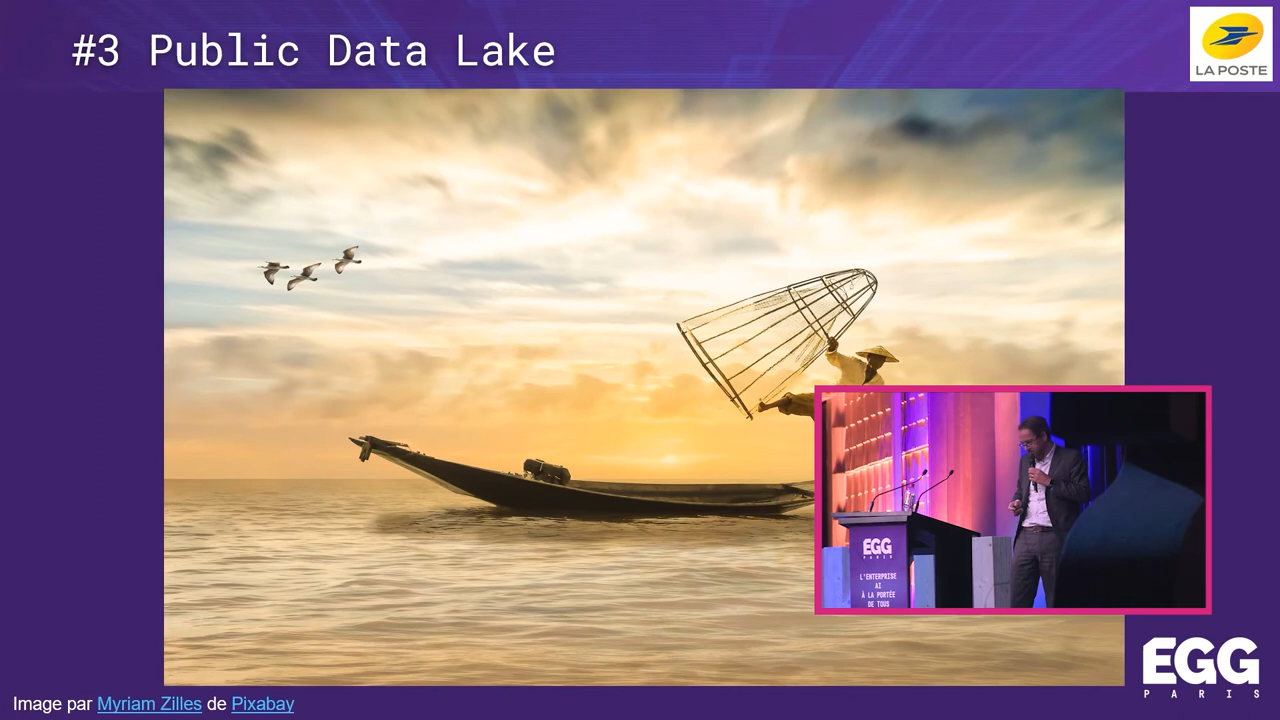 #3 Public Data Lake
LA POSTE
EGG
PARIS
L'ENTERPRISE
AI
À LA PORTÉE
DE TOUS
EGG
PARIS
Image par Myriam Zilles de Pixabay